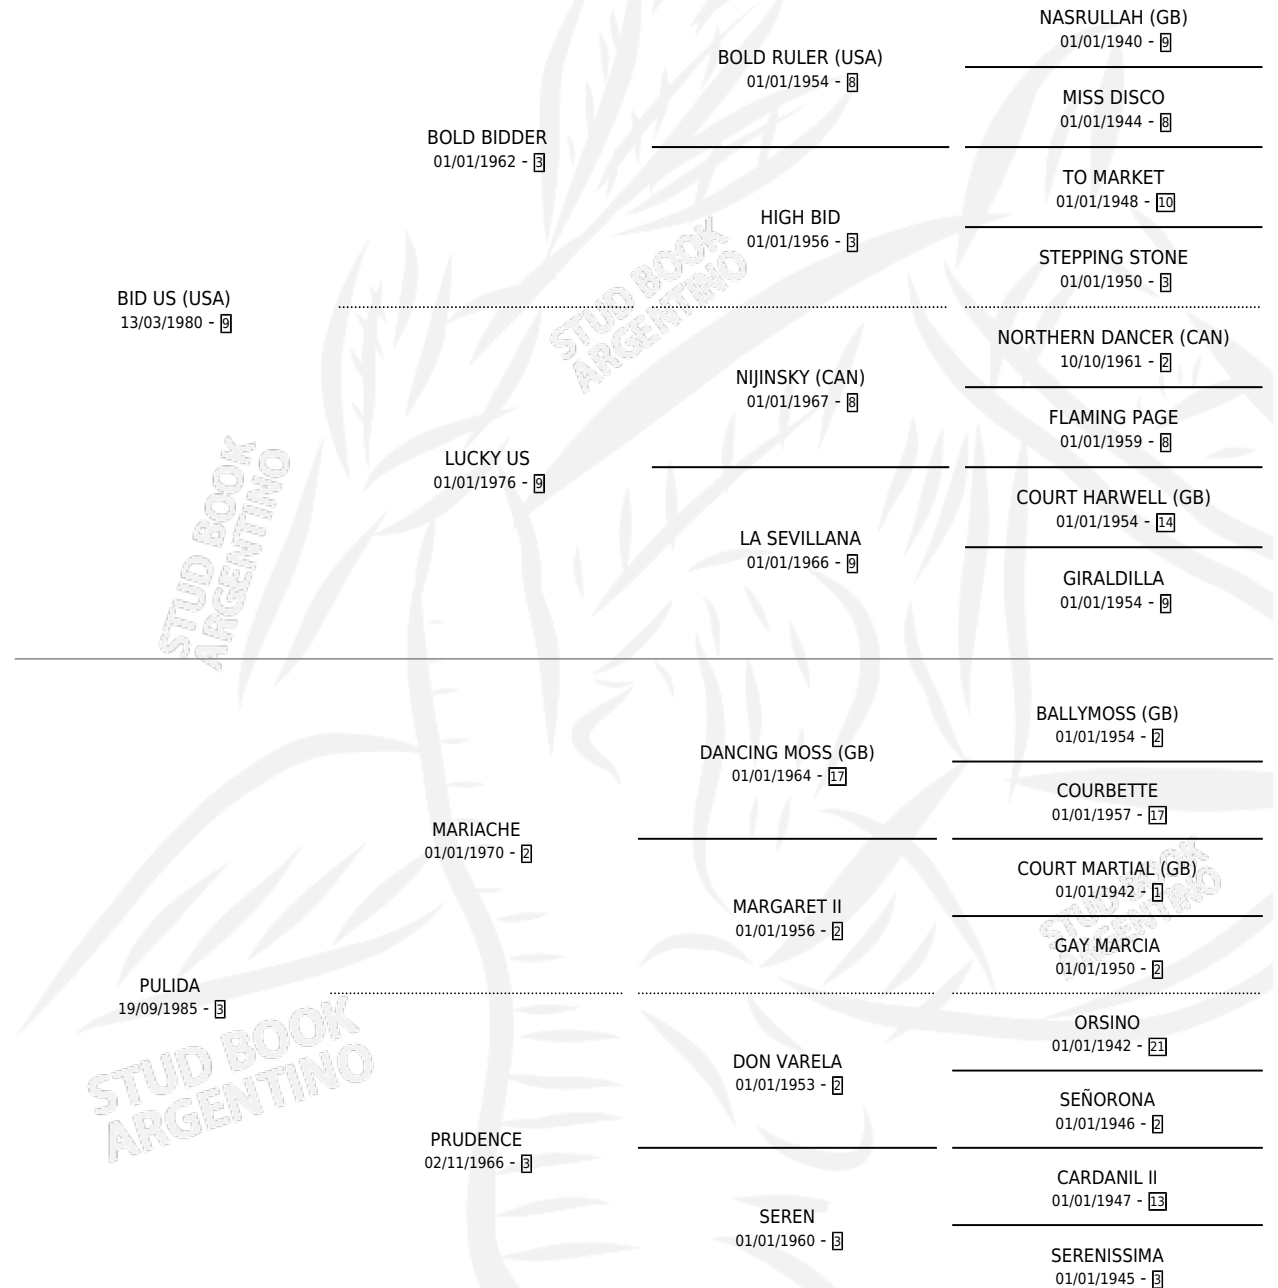 NASRULLAH (GB)
01/01/1940 - 9
BOLD RULER (USA)
01/01/1954 - 8
MISS DISCO
01/01/1944 - 8
BOLD BIDDER
01/01/1962 - 3
TO MARKET
01/01/1948 - 10
HIGH BID
01/01/1956 - 3
STEPPING STONE
01/01/1950 - 3
BID US (USA)
13/03/1980 - 9
NORTHERN DANCER (CAN)
10/10/1961 - 2
NIJINSKY (CAN)
01/01/1967 - 8
FLAMING PAGE
01/01/1959 - 8
LUCKY US
01/01/1976 - 9
COURT HARWELL (GB)
01/01/1954 - 14
LA SEVILLANA
01/01/1966 - 9
GIRALDILLA
01/01/1954 - 9
BALLYMOSS (GB)
01/01/1954 - 2
DANCING MOSS (GB)
01/01/1964 - 17
COURBETTE
01/01/1957 - 17
MARIACHE
01/01/1970 - 2
COURT MARTIAL (GB)
01/01/1942 - 1
MARGARET II
01/01/1956 - 2
GAY MARCIA
01/01/1950 - 2
PULIDA
19/09/1985 - 3
ORSINO
01/01/1942 - 21
DON VARELA
01/01/1953 - 2
SEÑORONA
01/01/1946 - 2
PRUDENCE
02/11/1966 - 3
CARDANIL II
01/01/1947 - 13
SEREN
01/01/1960 - 3
SERENISSIMA
01/01/1945 - 3
STUD BOOK
ARGENTINO
STUD BOOK
ARGENTINO
STUD BOOK
ARGENTINO
STUD BOOK
ARGENTINO